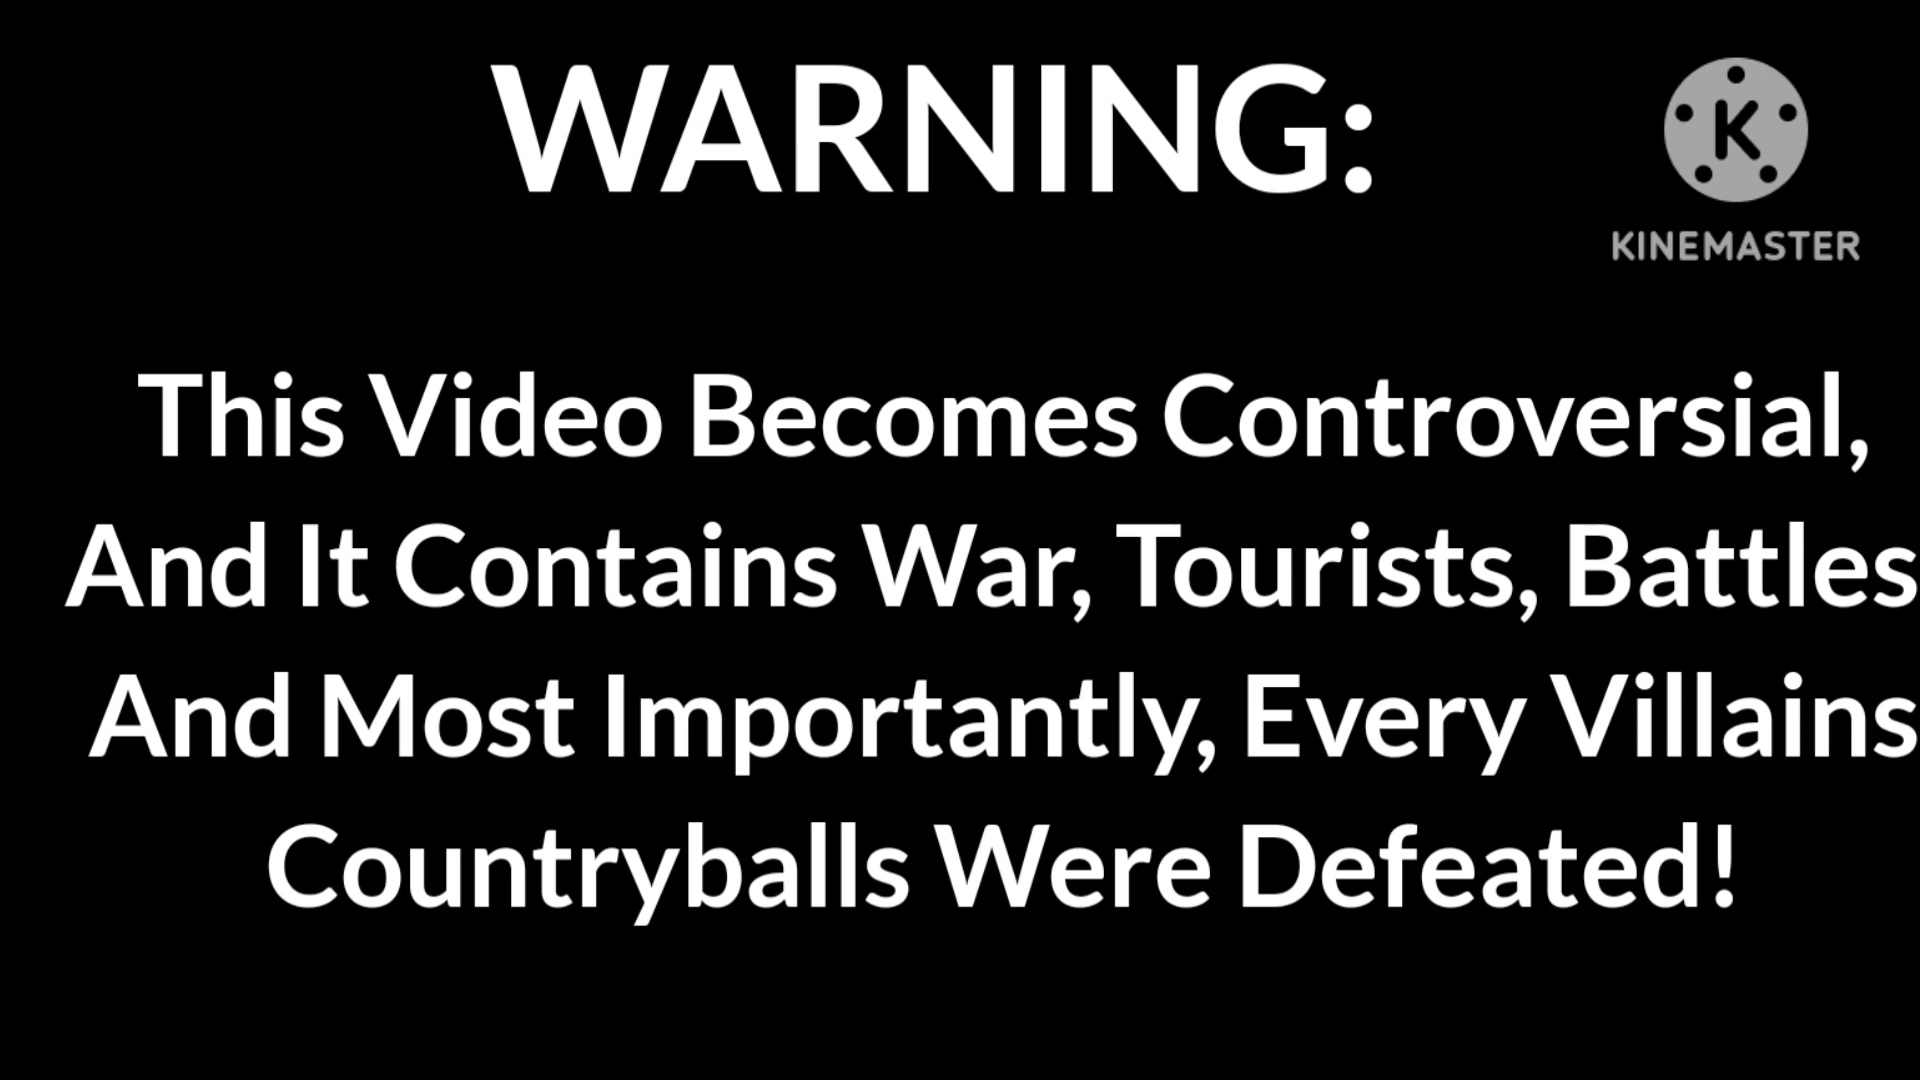 WARNING:
K
KINEMASTER
This Video Becomes Controversial,
And It Contains War, Tourists, Battles
And Most Importantly, Every Villains
Countryballs Were Defeated!